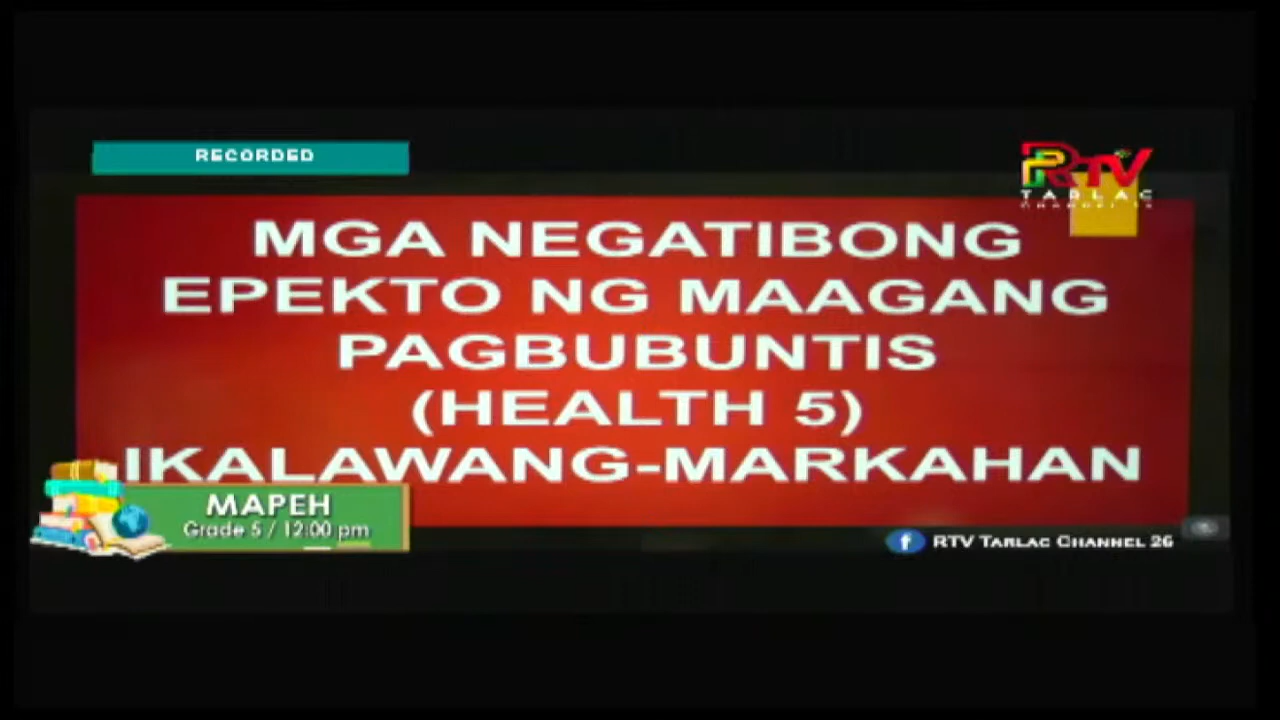 RECORDED
RTV
TARLAC
MGA NEGATIBONG
EPEKTO NG MAAGANG
PAGBUBUNTIS
(HEALTH 5)
IKALAWANG-MARKAHAN
MAPEH
Grade 5 / 12:00 pm
RTV TARLAC CHANNEL 26